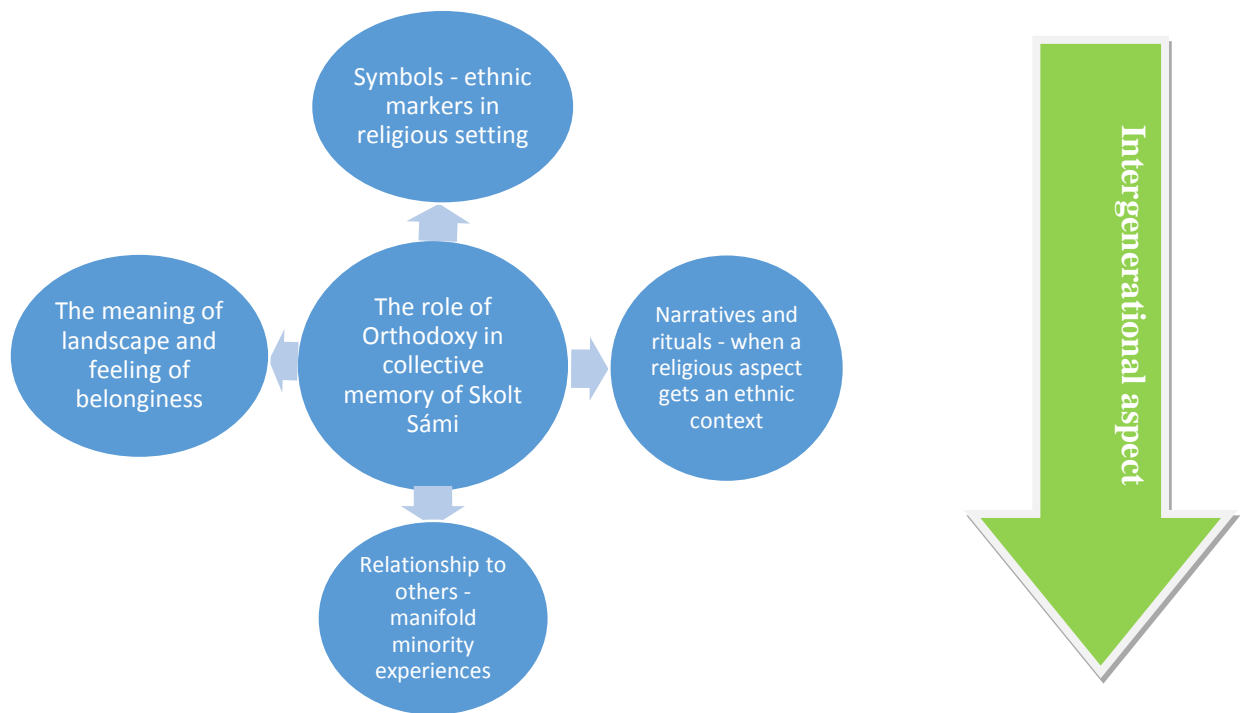 Symbols - ethnic
markers in
religious setting
The meaning of
landscape and
feeling of
belonginess
The role of
Orthodoxy in
collective
memory of Skolt
Sámi
Narratives and
rituals - when a
religious aspect
gets an ethnic
context
Relationship to
others -
manifold
minority
experiences
Intergenerational aspect